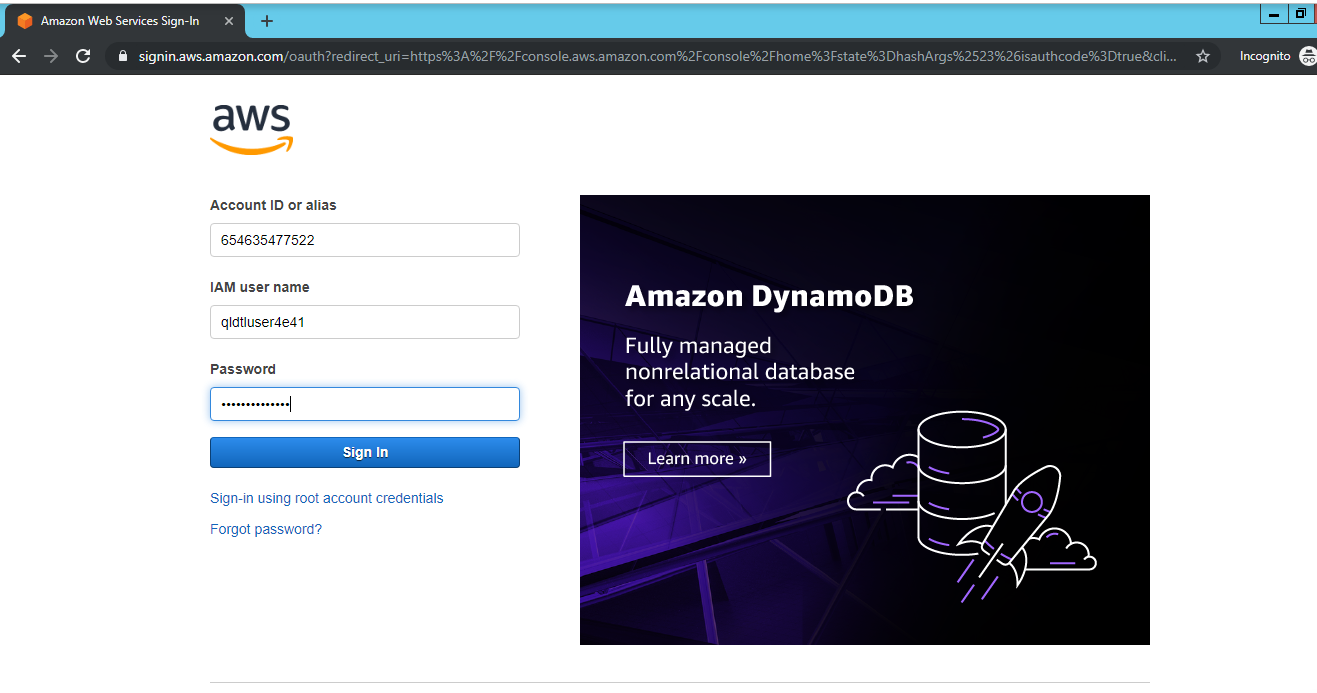 Amazon Web Services Sign-In
signin.aws.amazon.com/oauth?redirect_uri=https%3A%2F%2Fconsole.aws.amazon.com%2Fconsole%2Fhome%3Fstate%3DhashArgs%2523%26isauthcode%3Dtrue&cli...
Incognito
aws
Account ID or alias
654635477522
IAM user name
qldtluser4e41
Password
••••••••••••••
Sign In
Sign-in using root account credentials
Forgot password?
Amazon DynamoDB
Fully managed
nonrelational database
for any scale.
Learn more »